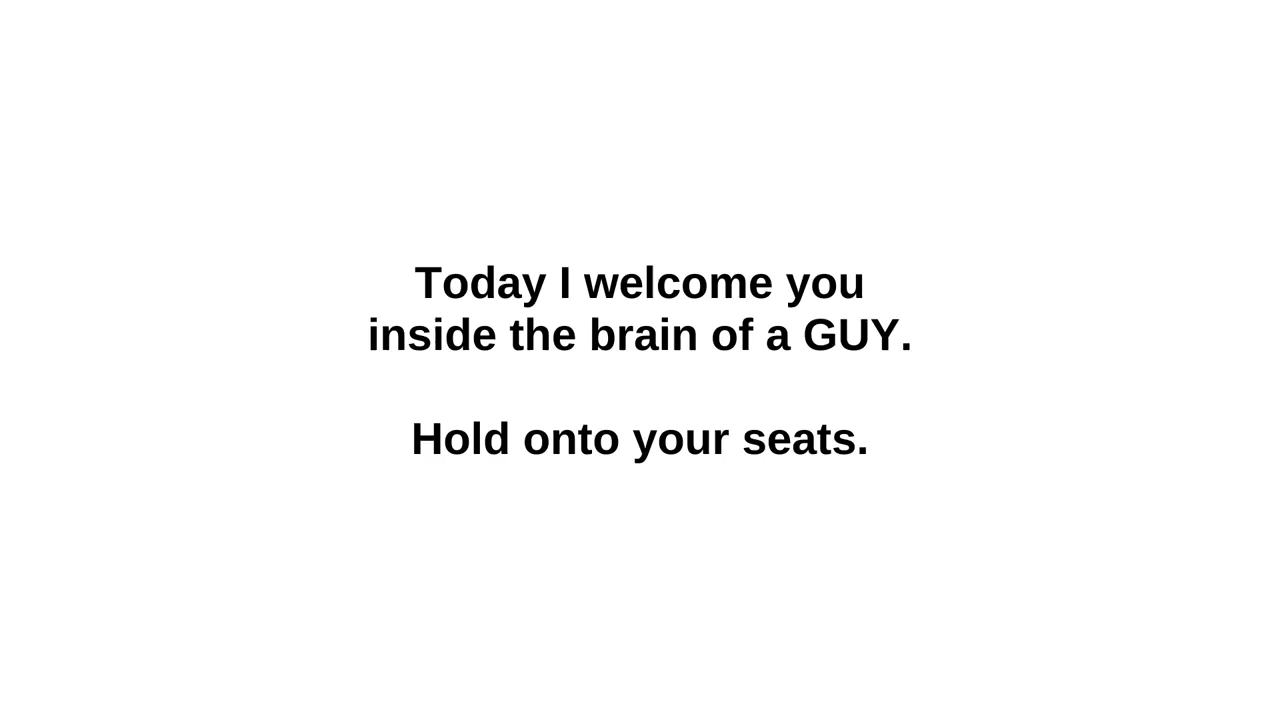 Today I welcome you
inside the brain of a GUY.
Hold onto your seats.